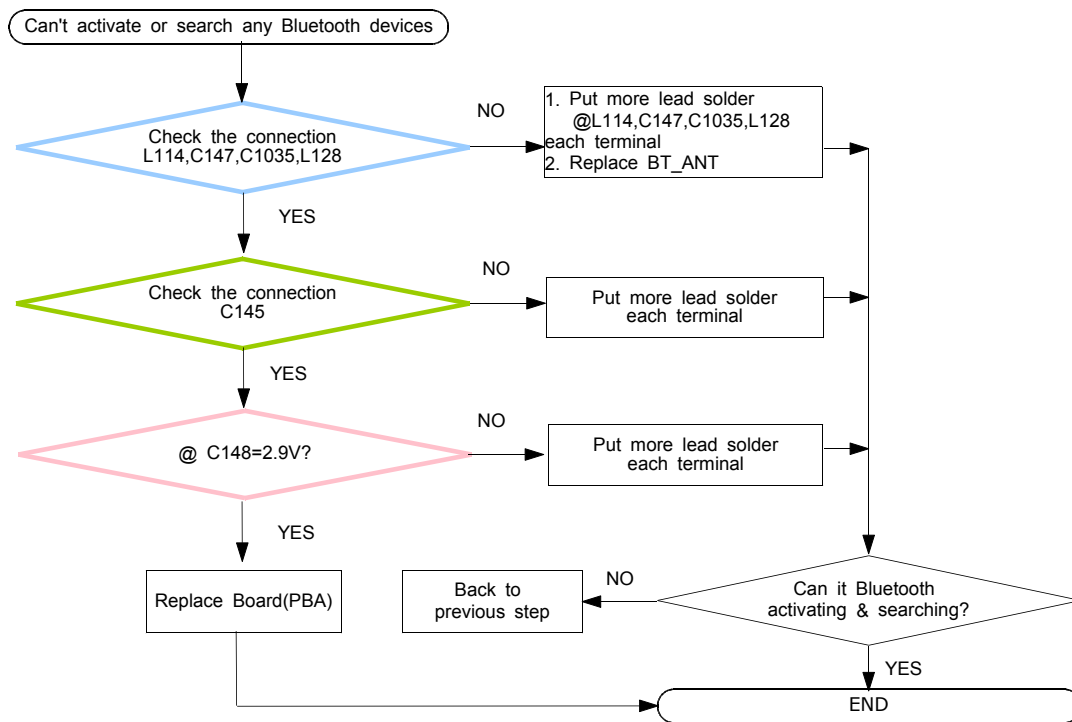 Can't activate or search any Bluetooth devices
Check the connection
L114,C147,C1035,L128
NO
1. Put more lead solder
@L114,C147,C1035,L128
each terminal
2. Replace BT_ANT
YES
Check the connection
C145
NO
Put more lead solder
each terminal
YES
@ C148=2.9V?
NO
Put more lead solder
each terminal
YES
Replace Board(PBA)
Back to
previous step
NO
Can it Bluetooth
activating & searching?
YES
END